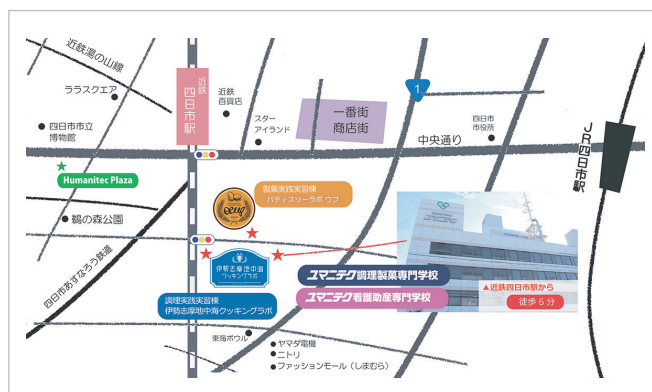 近鉄湯の山線
ララスクエア
近鉄
四日市駅
近鉄
百貨店
スター
アイランド
一番街
商店街
1
四日市
市役所
JR四日市駅
四日市市立
博物館
中央通り
Humanitec Plaza
鵜の森公園
四日市あすなろう鉄道
oeuf
製菓実践実習棟
パティスリーラボ ウフ
伊勢志摩地中海
クッキングラボ
調理実践実習棟
伊勢志摩地中海クッキングラボ
ユマニテク調理製菓専門学校
ユマニテク看護助産専門学校
▲近鉄四日市駅から
徒歩6分
東海ボウル
ヤマダ電機
ニトリ
ファッションモール(しまむら)